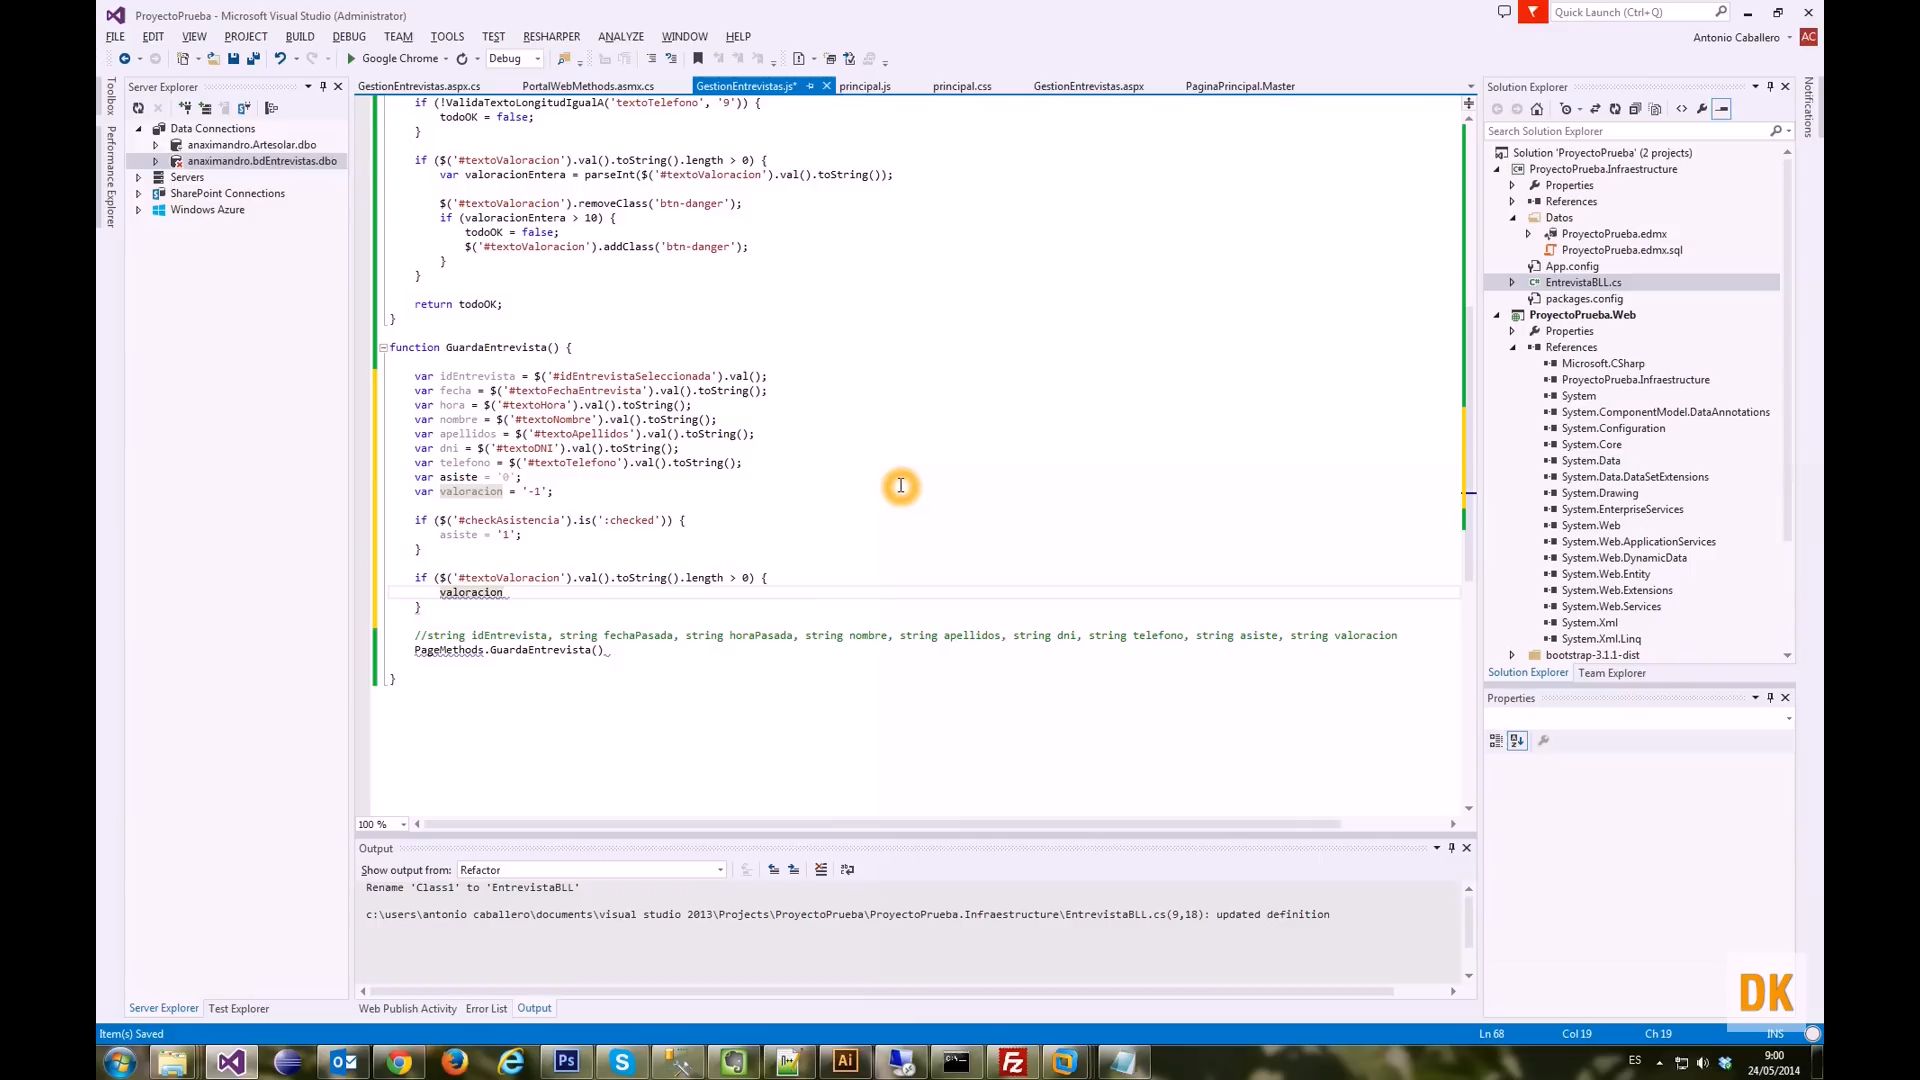 ProyectoPrueba - Microsoft Visual Studio (Administrator)
Quick Launch (Ctrl+Q)
FILE EDIT VIEW PROJECT BUILD DEBUG TEAM TOOLS TEST RESHARPER ANALYZE WINDOW HELP
Antonio Caballero AC
Google Chrome Debug
Toolbox
Performance Explorer
Server Explorer
Data Connections
anaximandro.Artesolar.dbo
anaximandro.bdEntrevistas.dbo
Servers
SharePoint Connections
Windows Azure
Server Explorer Test Explorer
GestionEntrevistas.aspx.cs PortalWebMethods.asmx.cs GestionEntrevistas.js* principal.js principal.css GestionEntrevistas.aspx PaginaPrincipal.Master
if (!ValidaTextoLongitudIgualA('textoTelefono', '9')) {
todoOK = false;
}
if ($('#textoValoracion').val().toString().length > 0) {
var valoracionEntera = parseInt($('#textoValoracion').val().toString());
$('#textoValoracion').removeClass('btn-danger');
if (valoracionEntera > 10) {
todoOK = false;
$('#textoValoracion').addClass('btn-danger');
}
}
return todoOK;
}
function GuardaEntrevista() {
var idEntrevista = $('#idEntrevistaSeleccionada').val();
var fecha = $('#textoFechaEntrevista').val().toString();
var hora = $('#textoHora').val().toString();
var nombre = $('#textoNombre').val().toString();
var apellidos = $('#textoApellidos').val().toString();
var dni = $('#textoDNI').val().toString();
var telefono = $('#textoTelefono').val().toString();
var asiste = '0';
var valoracion = '-1';
if ($('#checkAsistencia').is(':checked')) {
asiste = '1';
}
if ($('#textoValoracion').val().toString().length > 0) {
valoracion
}
//string idEntrevista, string fechaPasada, string horaPasada, string nombre, string apellidos, string dni, string telefono, string asiste, string valoracion
PageMethods.GuardaEntrevista()
}
100 %
Output
Show output from: Refactor
Rename 'Class1' to 'EntrevistaBLL'
c:\users\antonio caballero\documents\visual studio 2013\Projects\ProyectoPrueba\ProyectoPrueba.Infraestructure\EntrevistaBLL.cs(9,18): updated definition
Web Publish Activity Error List Output
Solution Explorer
Search Solution Explorer
Solution 'ProyectoPrueba' (2 projects)
ProyectoPrueba.Infraestructure
Properties
References
Datos
ProyectoPrueba.edmx
ProyectoPrueba.edmx.sql
App.config
EntrevistaBLL.cs
packages.config
ProyectoPrueba.Web
Properties
References
Microsoft.CSharp
ProyectoPrueba.Infraestructure
System
System.ComponentModel.DataAnnotations
System.Configuration
System.Core
System.Data
System.Data.DataSetExtensions
System.Drawing
System.EnterpriseServices
System.Web
System.Web.ApplicationServices
System.Web.DynamicData
System.Web.Entity
System.Web.Extensions
System.Web.Services
System.Xml
System.Xml.Linq
bootstrap-3.1.1-dist
Solution Explorer Team Explorer
Properties
Notifications
DK
Item(s) Saved Ln 68 Col 19 Ch 19 INS
ES 9:00
24/05/2014